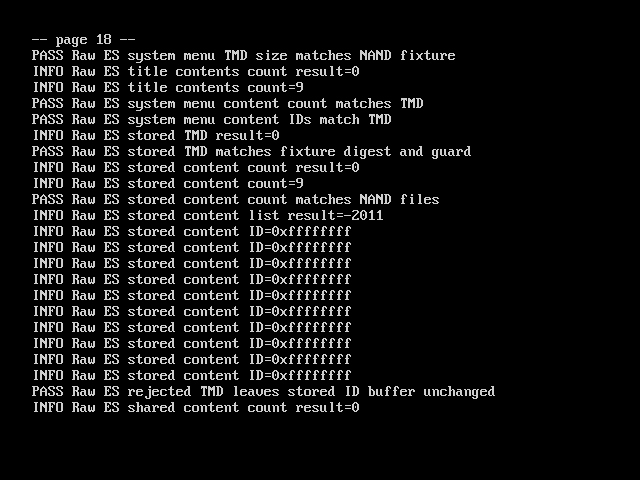 -- page 18 --
PASS Raw ES system menu TMD size matches NAND fixture
INFO Raw ES title contents count result=0
INFO Raw ES title contents count=9
PASS Raw ES system menu content count matches TMD
PASS Raw ES system menu content IDs match TMD
INFO Raw ES stored TMD result=0
PASS Raw ES stored TMD matches fixture digest and guard
INFO Raw ES stored content count result=0
INFO Raw ES stored content count=9
PASS Raw ES stored content count matches NAND files
INFO Raw ES stored content list result=-2011
INFO Raw ES stored content ID=0xffffffff
INFO Raw ES stored content ID=0xffffffff
INFO Raw ES stored content ID=0xffffffff
INFO Raw ES stored content ID=0xffffffff
INFO Raw ES stored content ID=0xffffffff
INFO Raw ES stored content ID=0xffffffff
INFO Raw ES stored content ID=0xffffffff
INFO Raw ES stored content ID=0xffffffff
INFO Raw ES stored content ID=0xffffffff
INFO Raw ES stored content ID=0xffffffff
PASS Raw ES rejected TMD leaves stored ID buffer unchanged
INFO Raw ES shared content count result=0